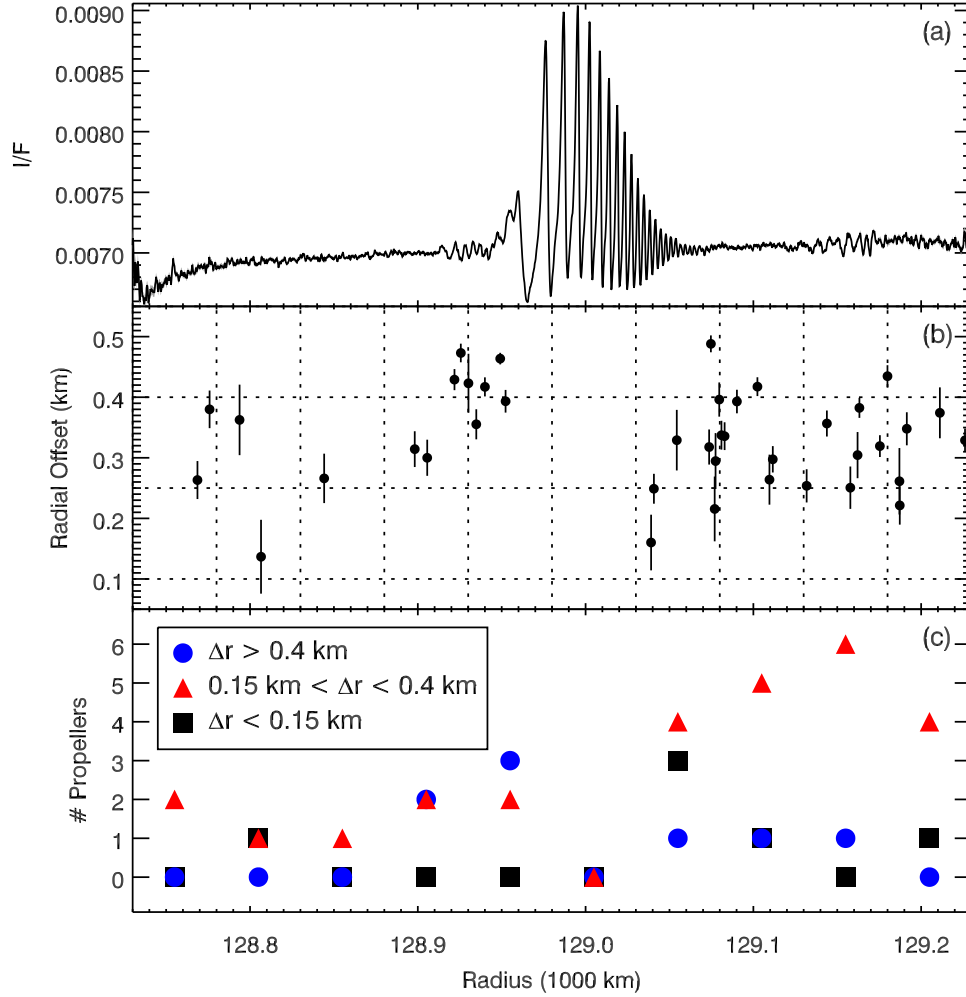 (a)
0.0090
0.0085
0.0080
0.0075
0.0070
I/F
(b)
0.5
0.4
0.3
0.2
0.1
Radial Offset (km)
(c)
Δr > 0.4 km
0.15 km < Δr < 0.4 km
Δr < 0.15 km
6
5
4
3
2
1
0
# Propellers
128.8 128.9 129.0 129.1 129.2
Radius (1000 km)